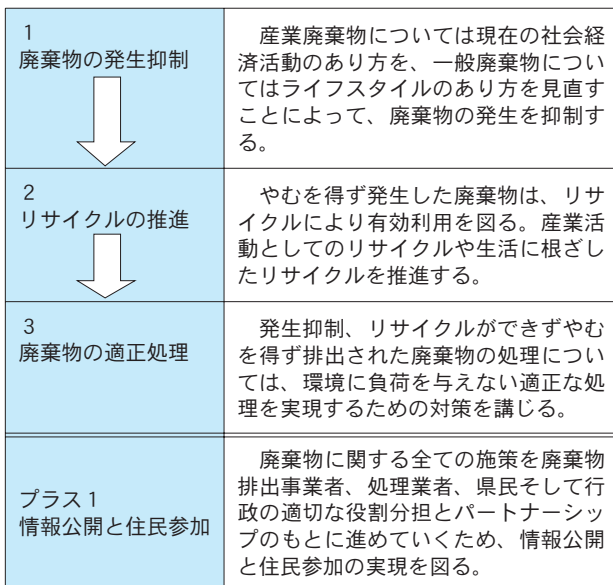 1
廃棄物の発生抑制
　産業廃棄物については現在の社会経
済活動のあり方を、一般廃棄物につい
てはライフスタイルのあり方を見直す
ことによって、廃棄物の発生を抑制す
る。
2
リサイクルの推進
　やむを得ず発生した廃棄物は、リサ
イクルにより有効利用を図る。産業活
動としてのリサイクルや生活に根ざし
たリサイクルを推進する。
3
廃棄物の適正処理
　発生抑制、リサイクルができずやむ
を得ず排出された廃棄物の処理につい
ては、環境に負荷を与えない適正な処
理を実現するための対策を講じる。
プラス1
情報公開と住民参加
　廃棄物に関する全ての施策を廃棄物
排出事業者、処理業者、県民そして行
政の適切な役割分担とパートナーシッ
プのもとに進めていくため、情報公開
と住民参加の実現を図る。